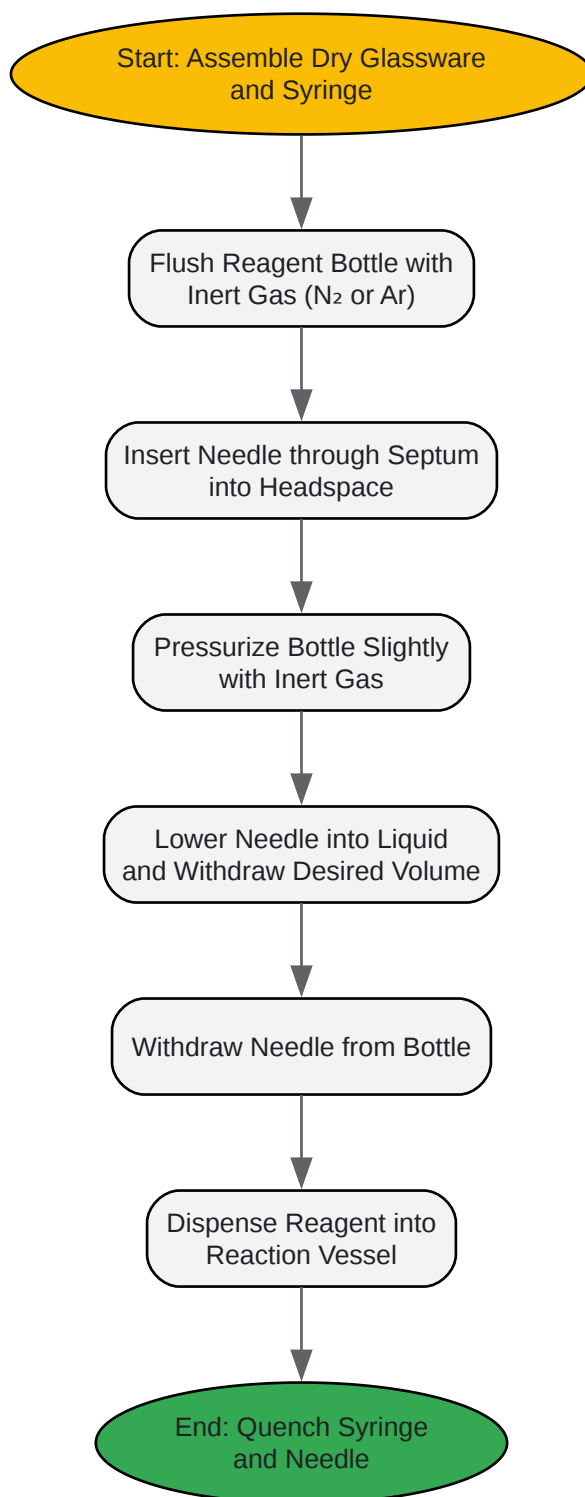 Start: Assemble Dry Glassware
and Syringe
Flush Reagent Bottle with
Inert Gas (N₂ or Ar)
Insert Needle through Septum
into Headspace
Pressurize Bottle Slightly
with Inert Gas
Lower Needle into Liquid
and Withdraw Desired Volume
Withdraw Needle from Bottle
Dispense Reagent into
Reaction Vessel
End: Quench Syringe
and Needle